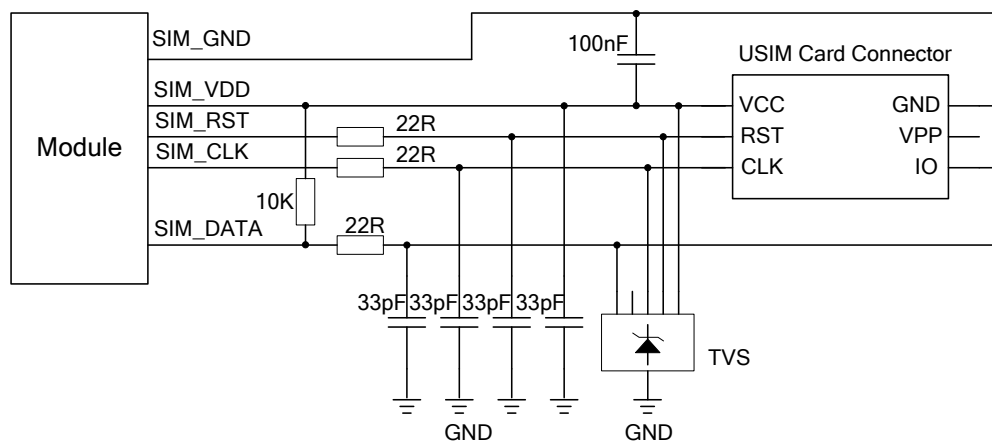 SIM_GND
100nF
USIM Card Connector
SIM_VDD
VCC
GND
SIM_RST
22R
RST
VPP
Module
SIM_CLK
22R
CLK
IO
10K
SIM_DATA
22R
33pF 33pF 33pF 33pF
TVS
GND
GND